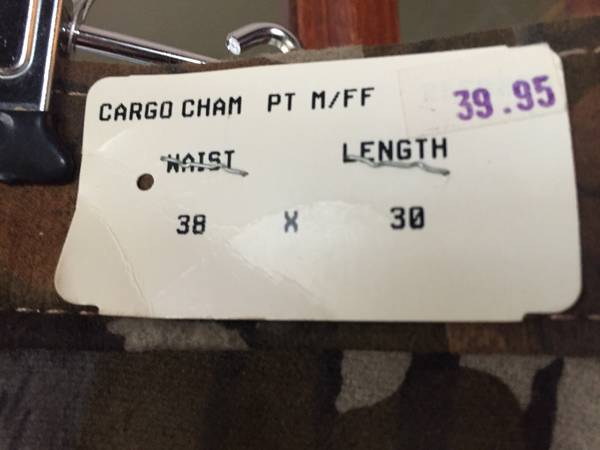 CARGO CHAM PT M/FF 39.95
WAIST LENGTH
38 X 30